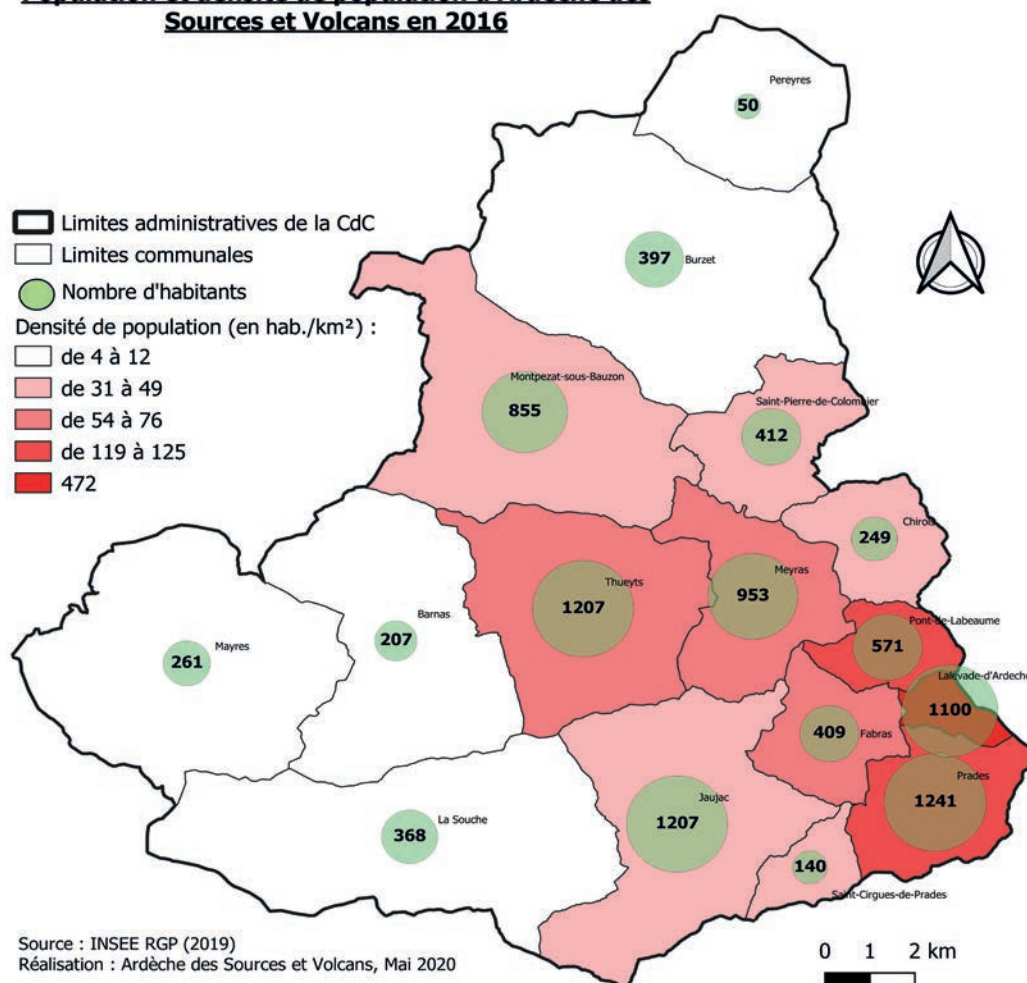 Sources et Volcans en 2016
Pereyres
50
Limites administratives de la CdC
Limites communales
Nombre d'habitants
Densité de population (en hab./km²) :
de 4 à 12
de 31 à 49
de 54 à 76
de 119 à 125
472
397
Burzet
Montpezat-sous-Bauzon
855
Saint-Pierre-de-Colombier
412
249
Chirols
Thueyts
1207
Meyras
953
Barnas
207
Mayres
261
Pont-de-Labeaume
571
Lalevade-d'Ardeche
1100
409
Fabras
Prades
1241
Jaujac
1207
La Souche
368
140
Saint-Cirgues-de-Prades
Source : INSEE RGP (2019)
Réalisation : Ardèche des Sources et Volcans, Mai 2020
0 1 2 km